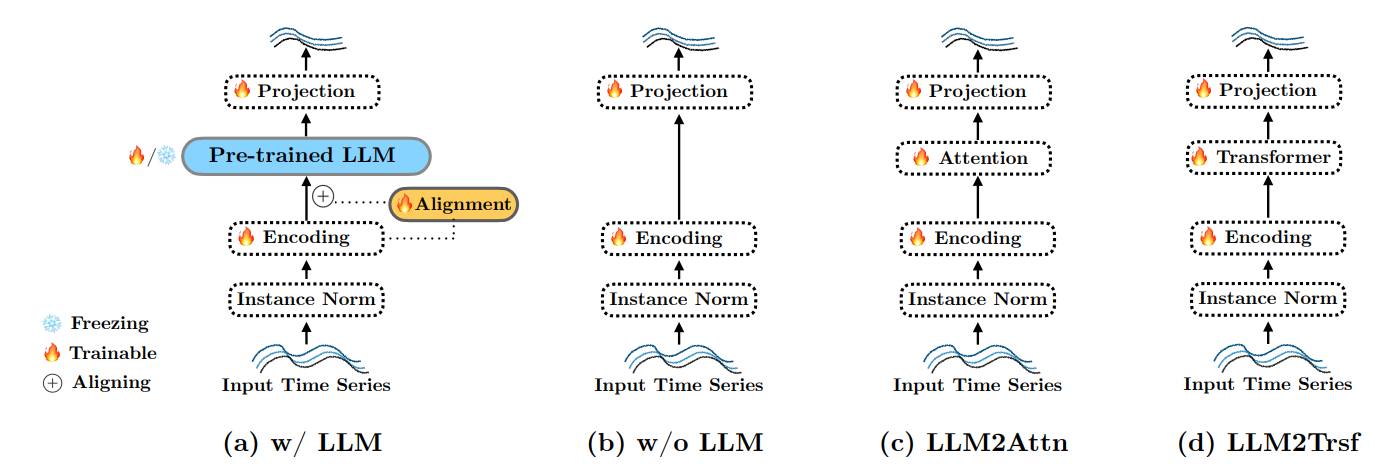 Projection
Pre-trained LLM
/
+
Alignment
Encoding
Instance Norm
Input Time Series
Freezing
Trainable
+ Aligning
(a) w/ LLM
Projection
Encoding
Instance Norm
Input Time Series
(b) w/o LLM
Projection
Attention
Encoding
Instance Norm
Input Time Series
(c) LLM2Attn
Projection
Transformer
Encoding
Instance Norm
Input Time Series
(d) LLM2Trsf